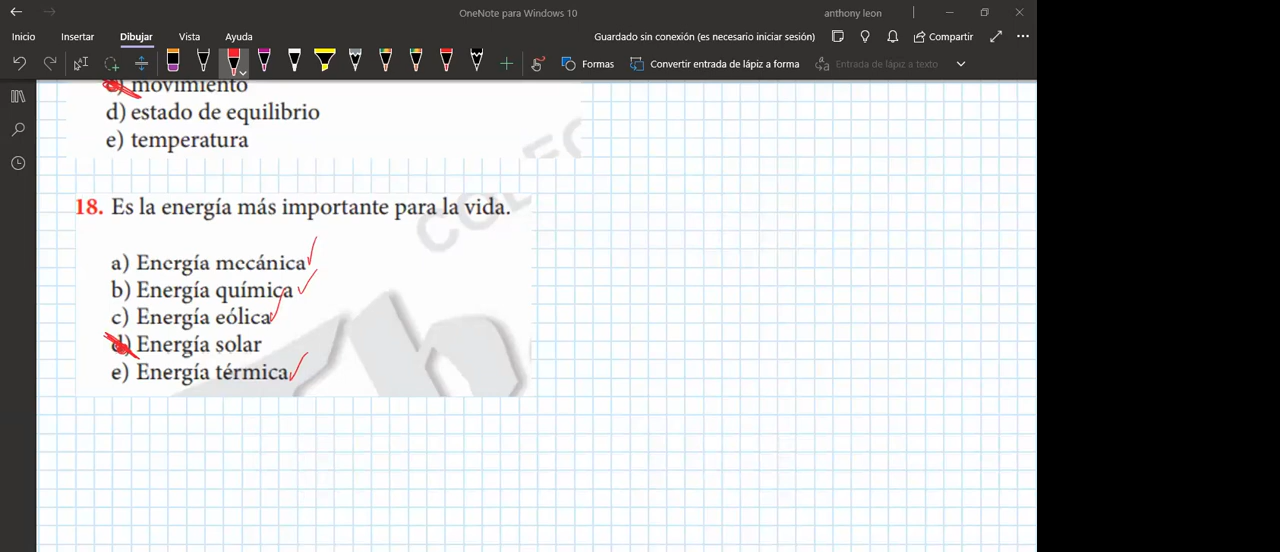 OneNote para Windows 10
anthony leon
Inicio
Insertar
Dibujar
Vista
Ayuda
Guardado sin conexión (es necesario iniciar sesión)
Compartir
Formas
Convertir entrada de lápiz a forma
Entrada de lápiz a texto
movimiento
d) estado de equilibrio
e) temperatura
18. Es la energía más importante para la vida.
a) Energía mecánica
b) Energía química
c) Energía eólica
d) Energía solar
e) Energía térmica